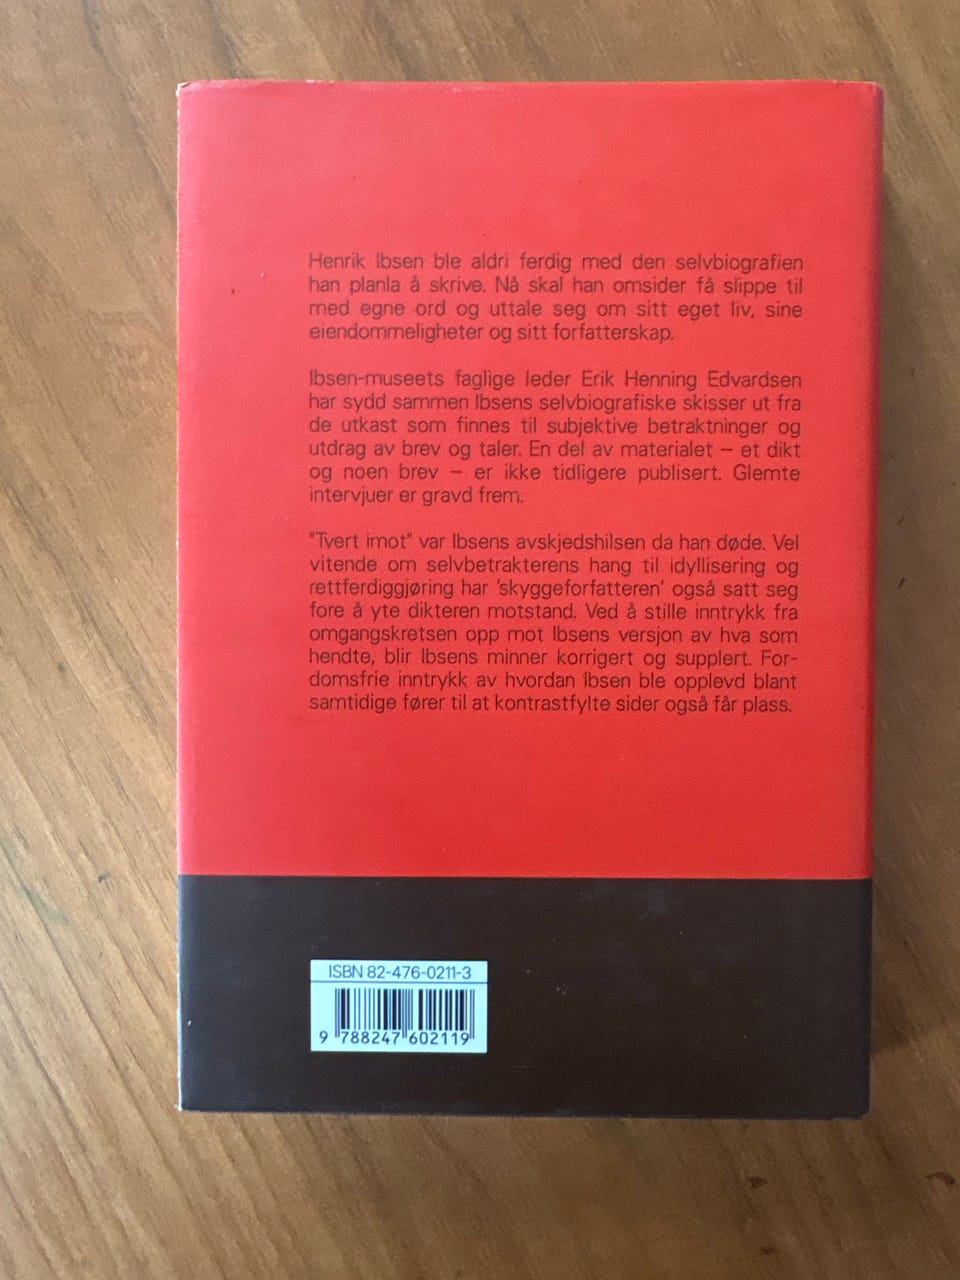 Henrik Ibsen ble aldri ferdig med den selvbiografien
han planla å skrive. Nå skal han omsider få slippe til
med egne ord og uttale seg om sitt eget liv, sine
eiendommeligheter og sitt forfatterskap.
Ibsen-museets faglige leder Erik Henning Edvardsen
har sydd sammen Ibsens selvbiografiske skisser ut fra
de utkast som finnes til subjektive betraktninger og
utdrag av brev og taler. En del av materialet – et dikt
og noen brev – er ikke tidligere publisert. Glemte
intervjuer er gravd frem.
"Tvert imot" var Ibsens avskjedshilsen da han døde. Vel
vitende om selvbetrakterens hang til idyllisering og
rettferdiggjøring har 'skyggeforfatteren' også satt seg
fore å yte dikteren motstand. Ved å stille inntrykk fra
omgangskretsen opp mot Ibsens versjon av hva som
hendte, blir Ibsens minner korrigert og supplert. For-
domsfrie inntrykk av hvordan Ibsen ble opplevd blant
samtidige fører til at kontrastfylte sider også får plass.
ISBN 82-476-0211-3
9 788247 602119